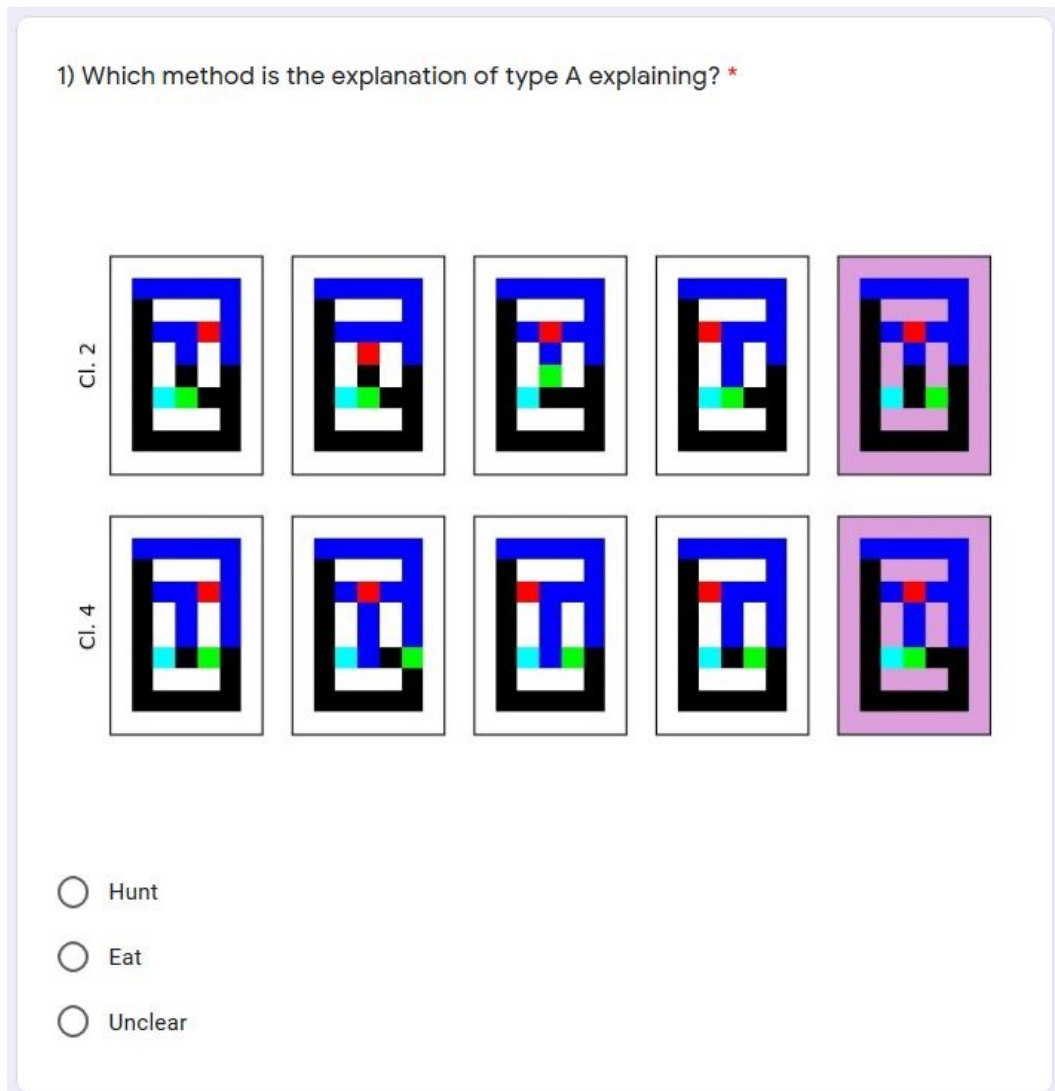 1) Which method is the explanation of type A explaining? *
Cl. 2
Cl. 4
Hunt
Eat
Unclear